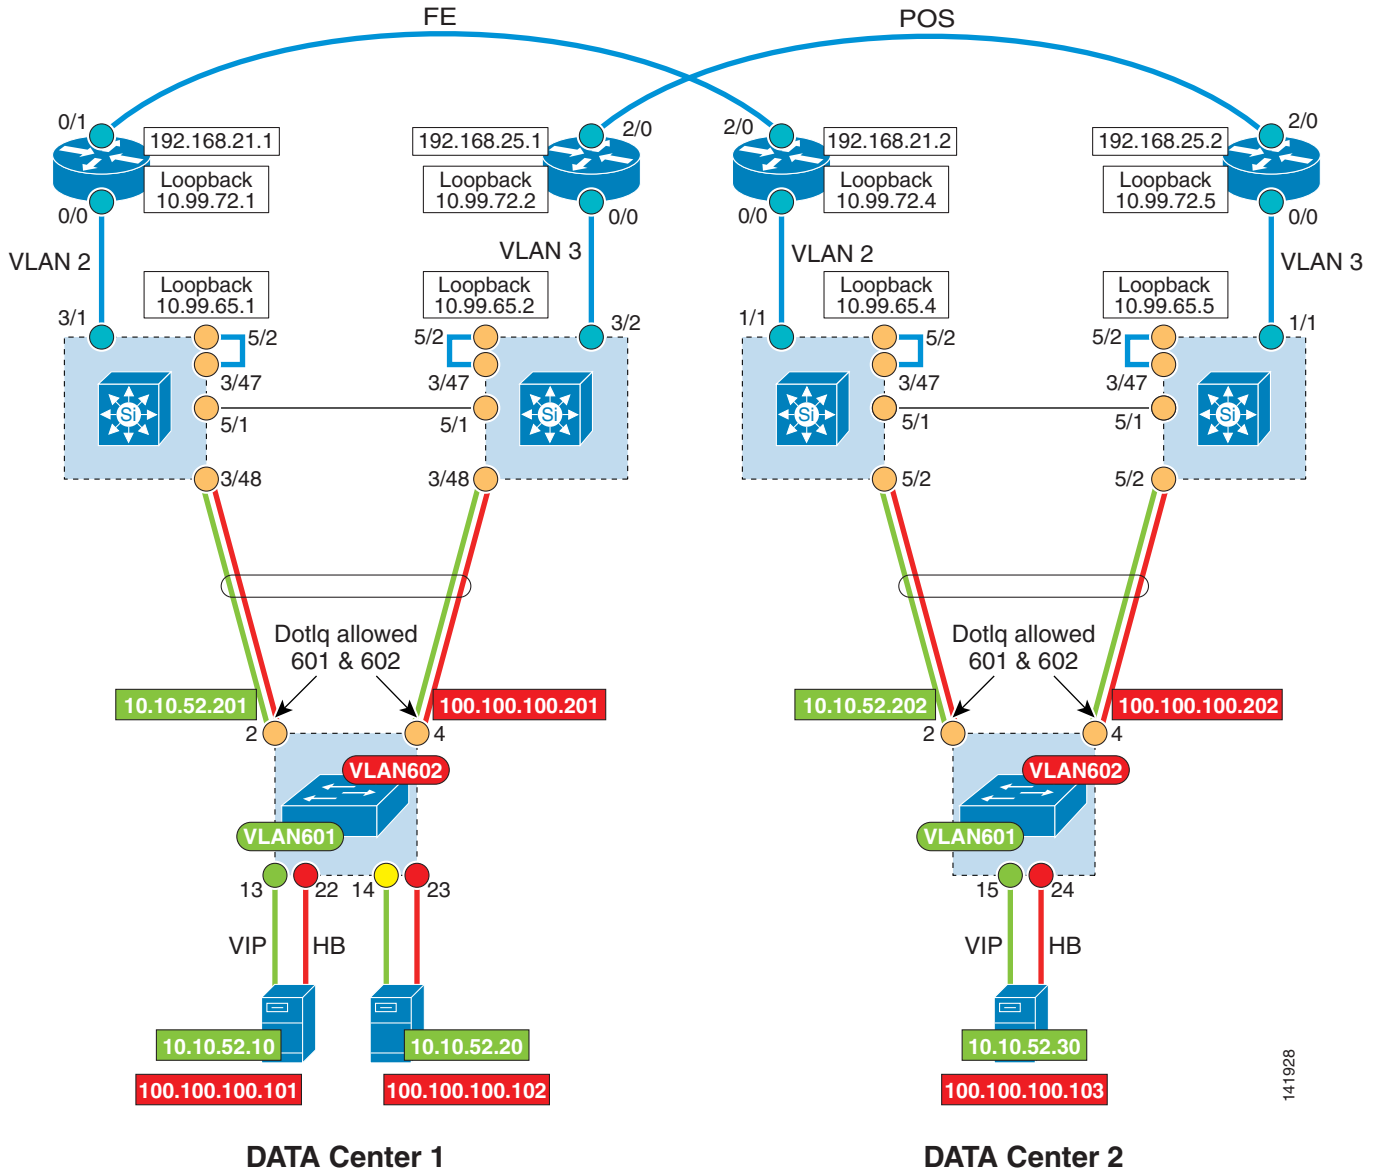 FE
POS
0/1
192.168.21.1
192.168.25.1
2/0
2/0
192.168.21.2
192.168.25.2
2/0
Loopback
10.99.72.1
Loopback
10.99.72.2
Loopback
10.99.72.4
Loopback
10.99.72.5
0/0
0/0
0/0
0/0
VLAN 2
VLAN 3
VLAN 2
VLAN 3
Loopback
10.99.65.1
Loopback
10.99.65.2
Loopback
10.99.65.4
Loopback
10.99.65.5
3/1
5/2
5/2
3/2
1/1
5/2
5/2
1/1
3/47
3/47
3/47
3/47
Si
Si
Si
Si
5/1
5/1
5/1
5/1
3/48
3/48
5/2
5/2
Dotlq allowed
601 & 602
Dotlq allowed
601 & 602
10.10.52.201
100.100.100.201
10.10.52.202
100.100.100.202
2
4
2
4
VLAN602
VLAN602
VLAN601
VLAN601
13
22
14
23
15
24
VIP
HB
VIP
HB
10.10.52.10
10.10.52.20
10.10.52.30
100.100.100.101
100.100.100.102
100.100.100.103
141928
DATA Center 1
DATA Center 2